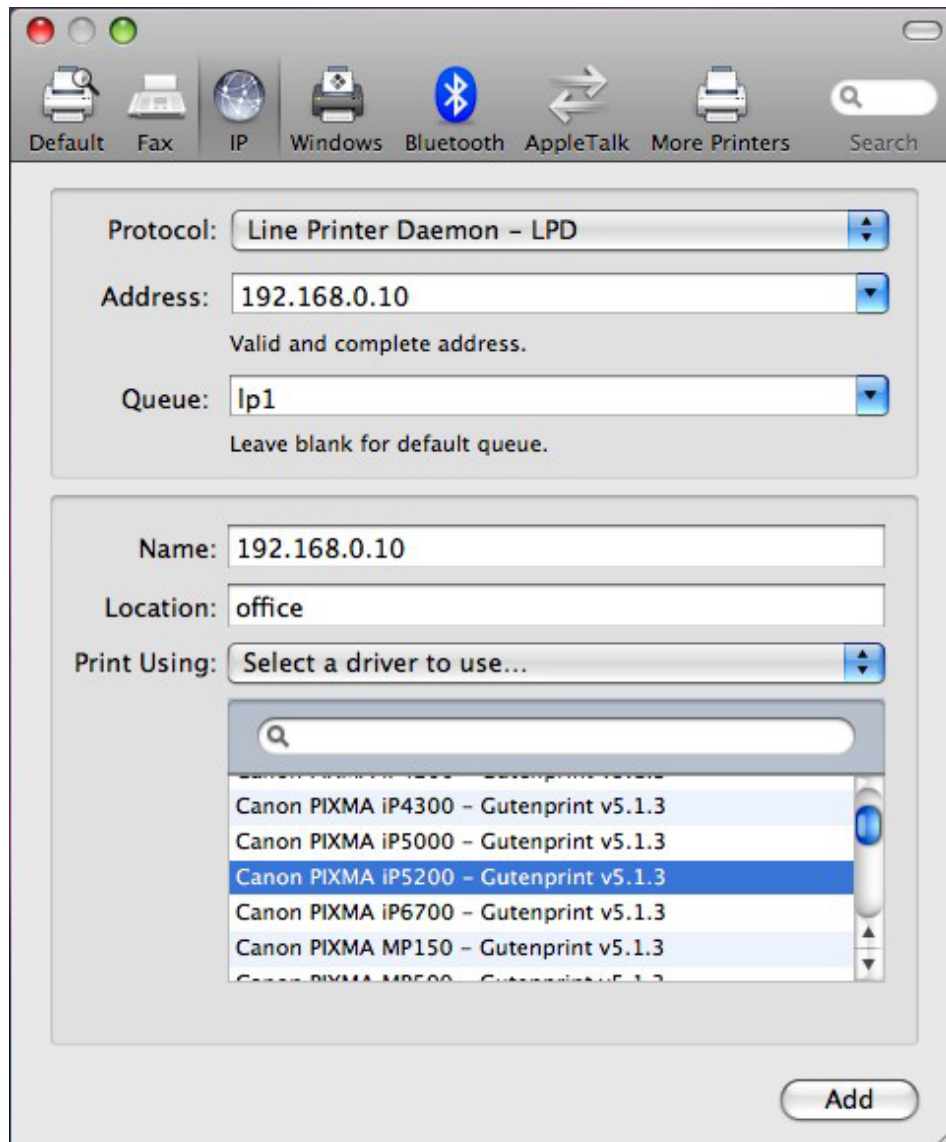 Default Fax IP Windows Bluetooth AppleTalk More Printers Search
Protocol: Line Printer Daemon – LPD
Address: 192.168.0.10
Valid and complete address.
Queue: lp1
Leave blank for default queue.
Name: 192.168.0.10
Location: office
Print Using: Select a driver to use...
Canon PIXMA iP4300 – Gutenprint v5.1.3
Canon PIXMA iP5000 – Gutenprint v5.1.3
Canon PIXMA iP5200 – Gutenprint v5.1.3
Canon PIXMA iP6700 – Gutenprint v5.1.3
Canon PIXMA MP150 – Gutenprint v5.1.3
Add